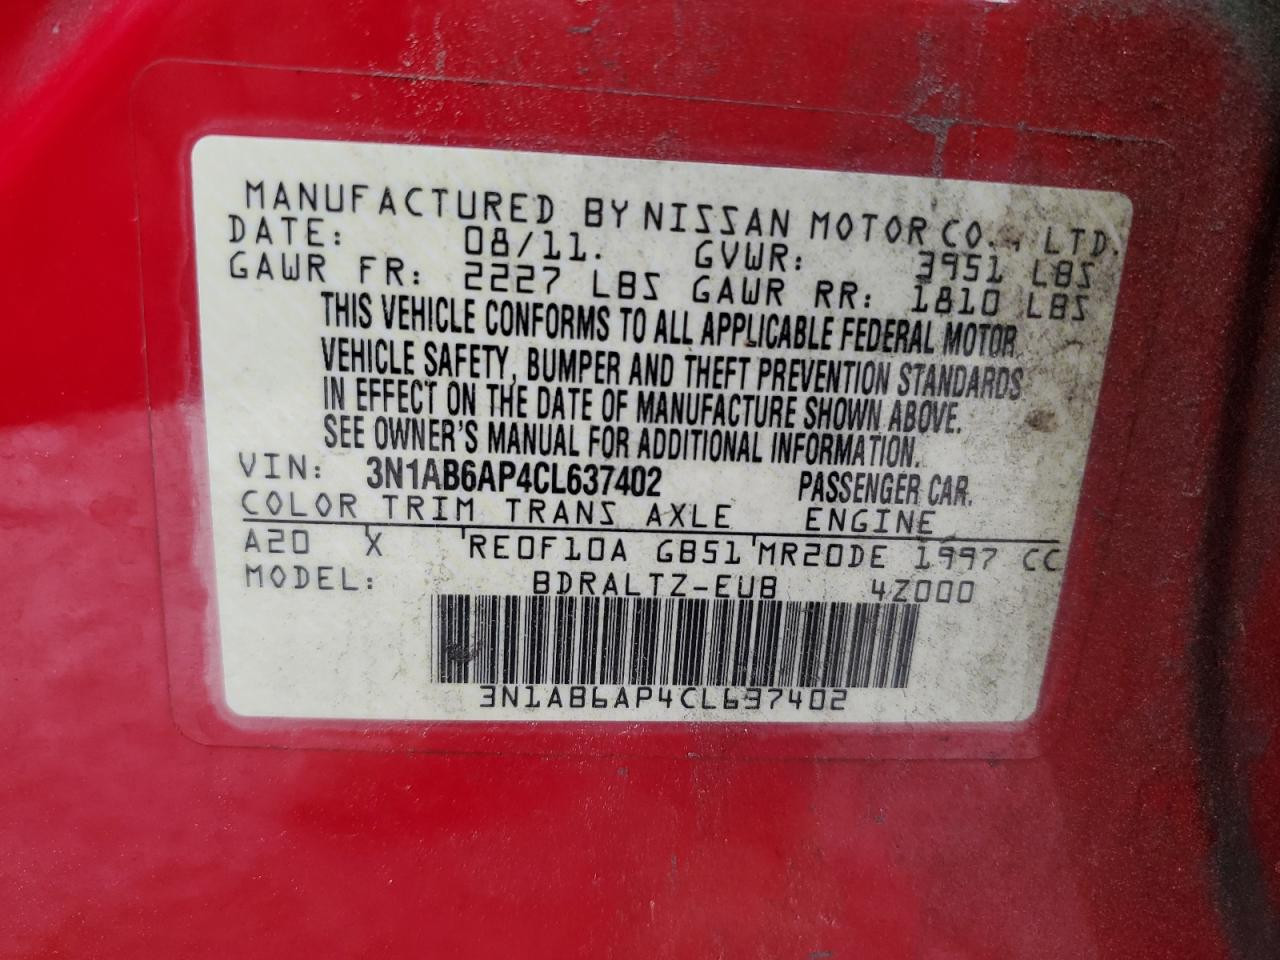 MANUFACTURED BY NISSAN MOTOR CO., LTD.
DATE: 08/11. GVWR: 3951 LBS
GAWR FR: 2227 LBS GAWR RR: 1810 LBS
THIS VEHICLE CONFORMS TO ALL APPLICABLE FEDERAL MOTOR
VEHICLE SAFETY, BUMPER AND THEFT PREVENTION STANDARDS
IN EFFECT ON THE DATE OF MANUFACTURE SHOWN ABOVE.
SEE OWNER'S MANUAL FOR ADDITIONAL INFORMATION.
VIN: 3N1AB6AP4CL637402 PASSENGER CAR.
COLOR TRIM TRANS AXLE ENGINE
A20 X RE0F10A GB51 MR20DE 1997 CC
MODEL: BDRALTZ-EUB 4Z000
3N1AB6AP4CL637402